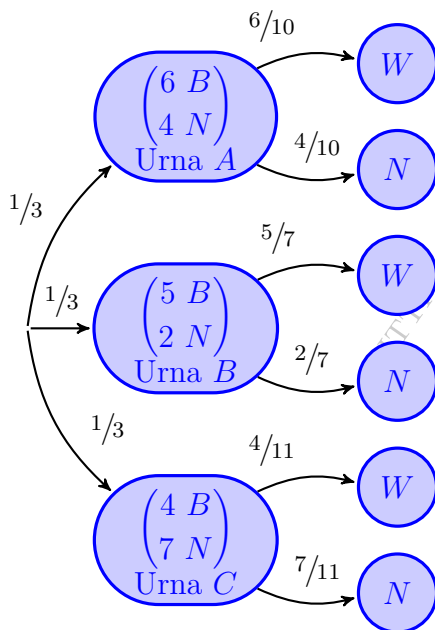 6/10
W
6 B
4 N
Urna A
4/10
N
1/3
5/7
W
1/3
5 B
2 N
Urna B
2/7
N
1/3
4/11
W
4 B
7 N
Urna C
7/11
N